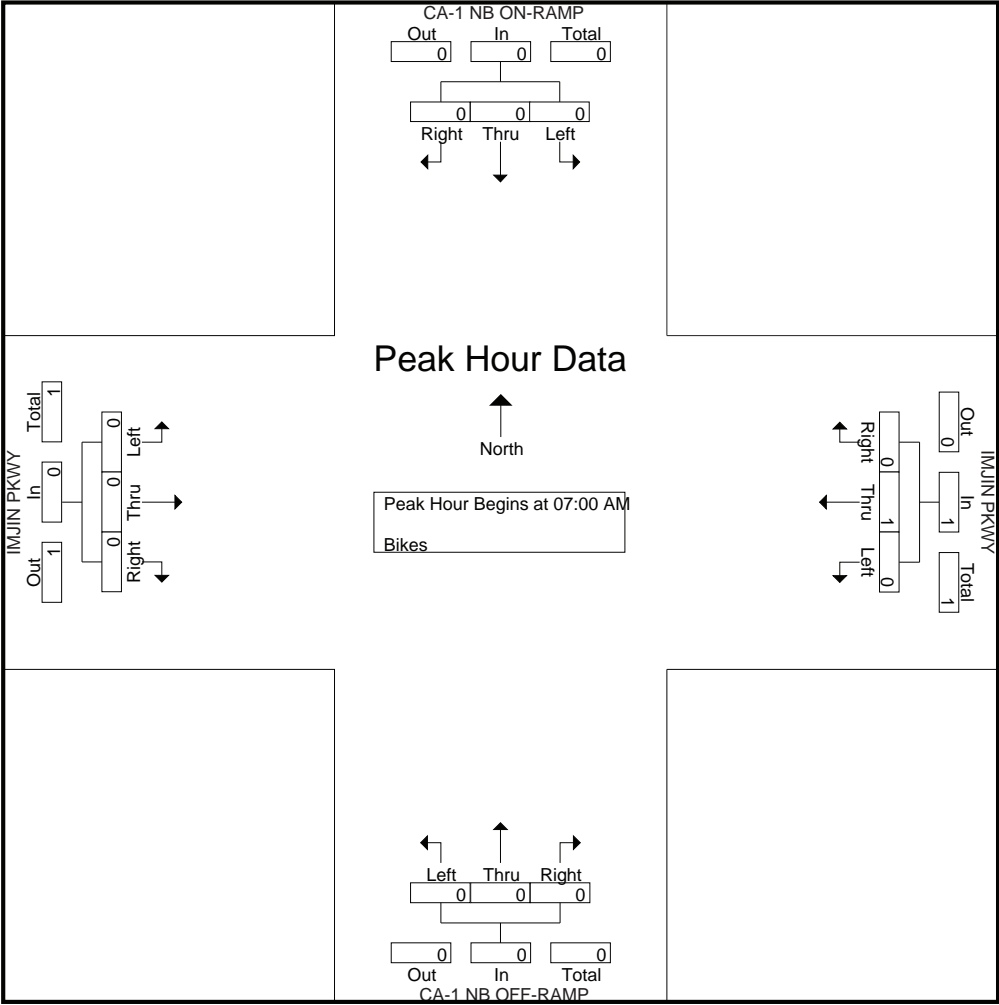 CA-1 NB ON-RAMP
Out In Total
0 0 0
0 0 0
Right Thru Left
Peak Hour Data
North
Peak Hour Begins at 07:00 AM
Bikes
IMJIN PKWY
Out In Total
1 0 1
0 0 0
Left Thru Right
IMJIN PKWY
Out In Total
0 1 1
0 1 0
Right Thru Left
Left Thru Right
0 0 0
0 0 0
Out In Total
CA-1 NB OFF-RAMP